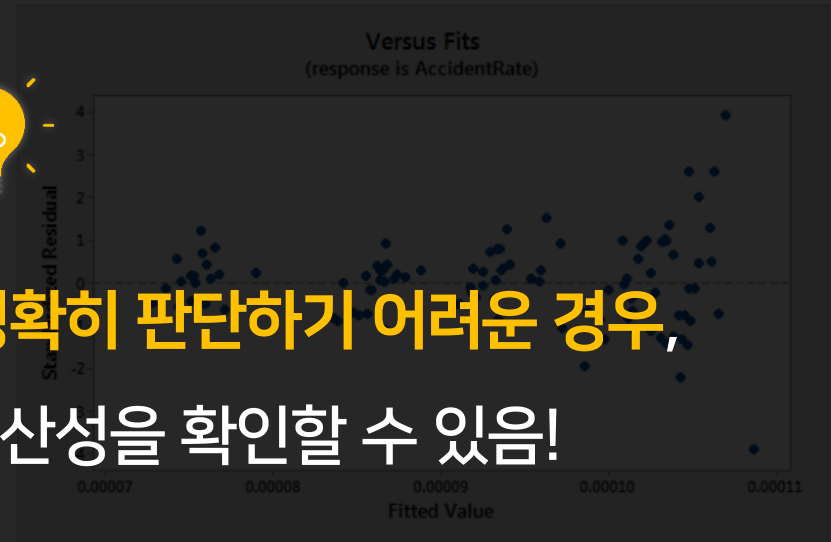 Versus Fits
(response is AccidentRate)
4
3
2
1
0
확히 판단하기 어려운 경우,
-2
산성을 확인할 수 있음!
0.00007 0.00008 0.00009 0.00010 0.00011
Fitted Value
Residual